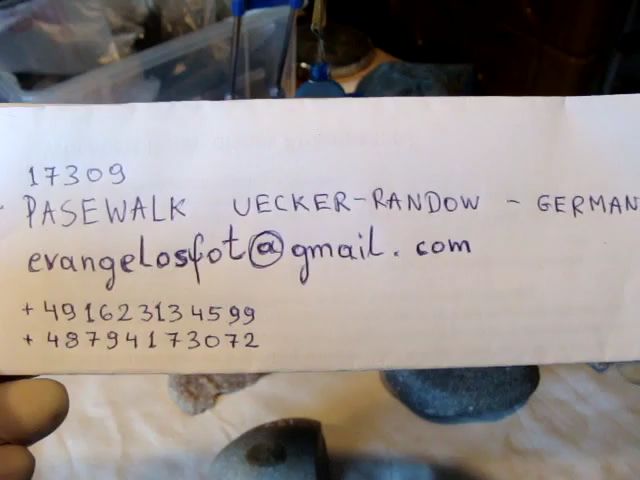 17309
- PASEWALK UECKER-RANDOW - GERMAN
evangelosfot@gmail.com
+491623134599
+48794173072